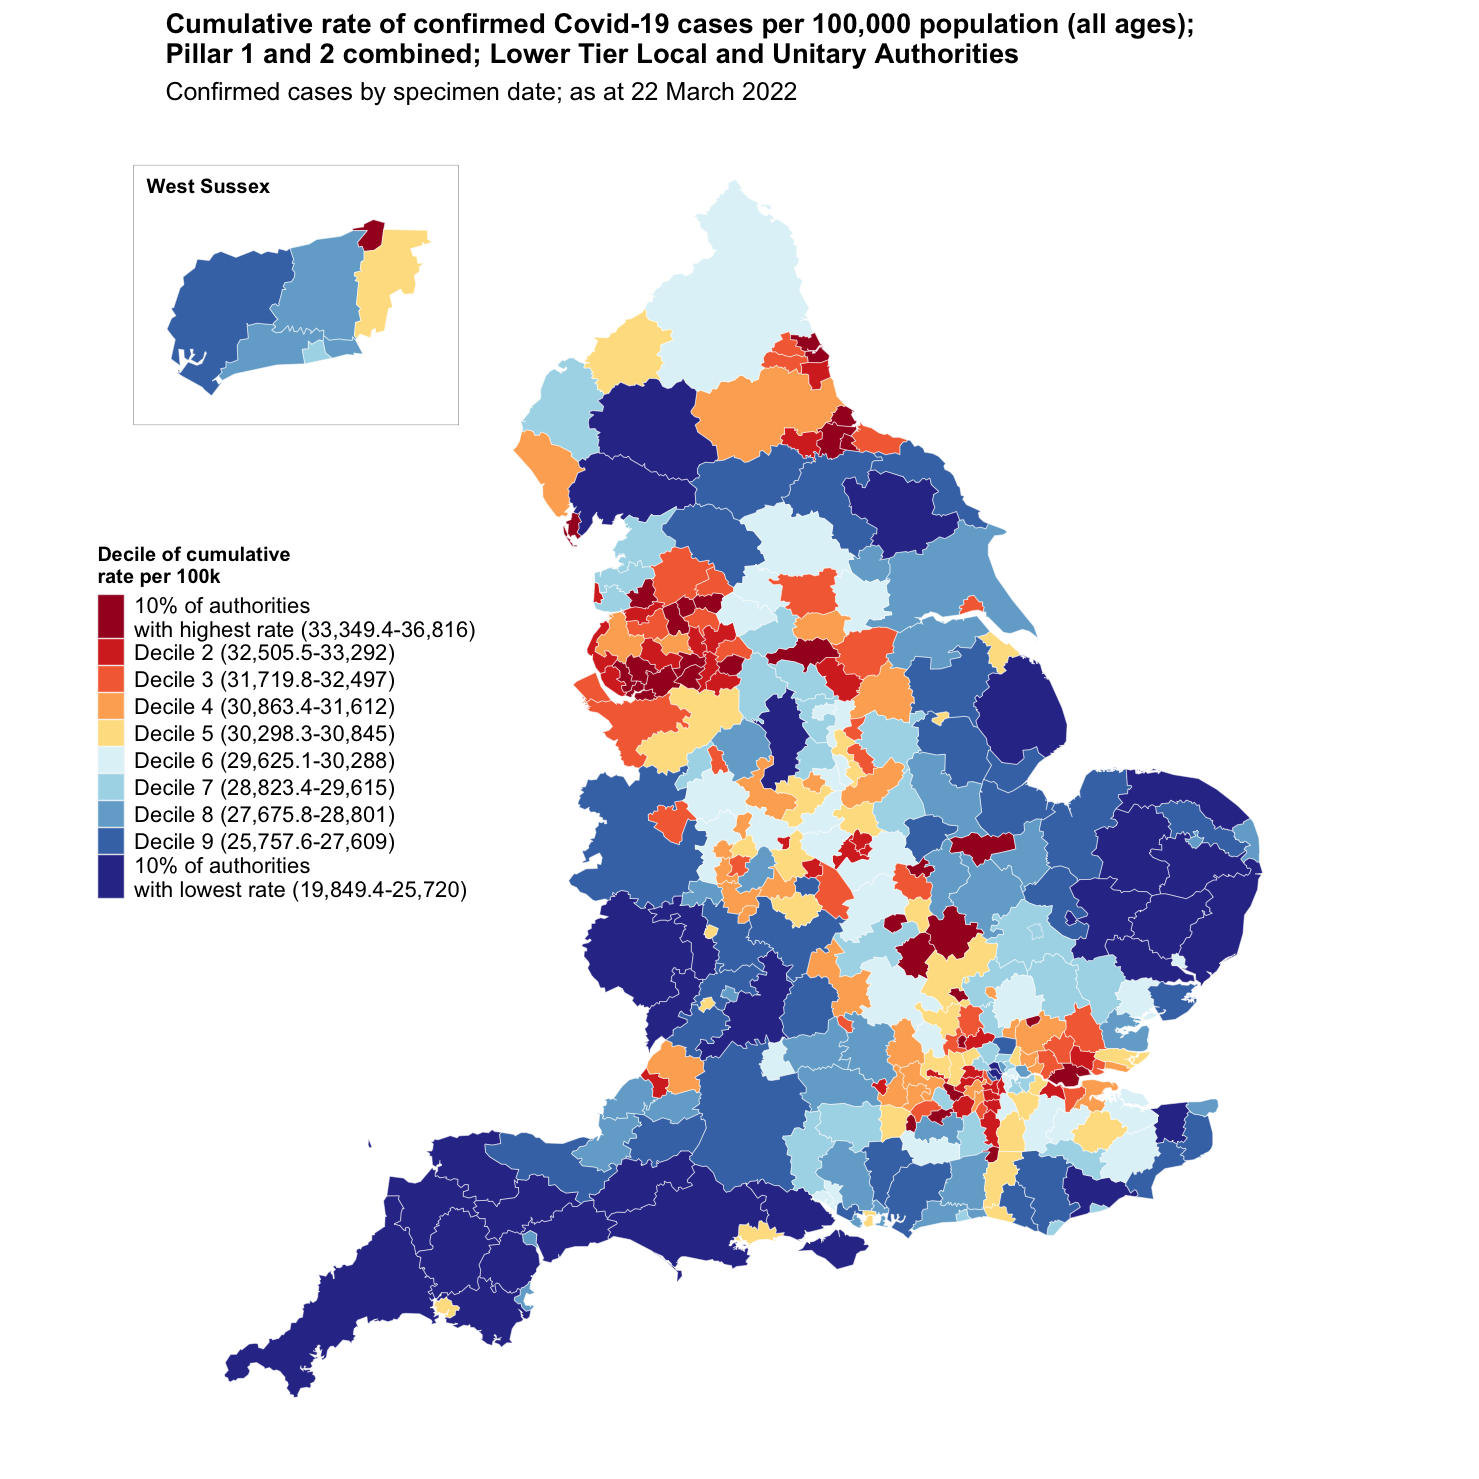 Cumulative rate of confirmed Covid-19 cases per 100,000 population (all ages);
Pillar 1 and 2 combined; Lower Tier Local and Unitary Authorities
Confirmed cases by specimen date; as at 22 March 2022
West Sussex
Decile of cumulative
rate per 100k
10% of authorities
with highest rate (33,349.4-36,816)
Decile 2 (32,505.5-33,292)
Decile 3 (31,719.8-32,497)
Decile 4 (30,863.4-31,612)
Decile 5 (30,298.3-30,845)
Decile 6 (29,625.1-30,288)
Decile 7 (28,823.4-29,615)
Decile 8 (27,675.8-28,801)
Decile 9 (25,757.6-27,609)
10% of authorities
with lowest rate (19,849.4-25,720)